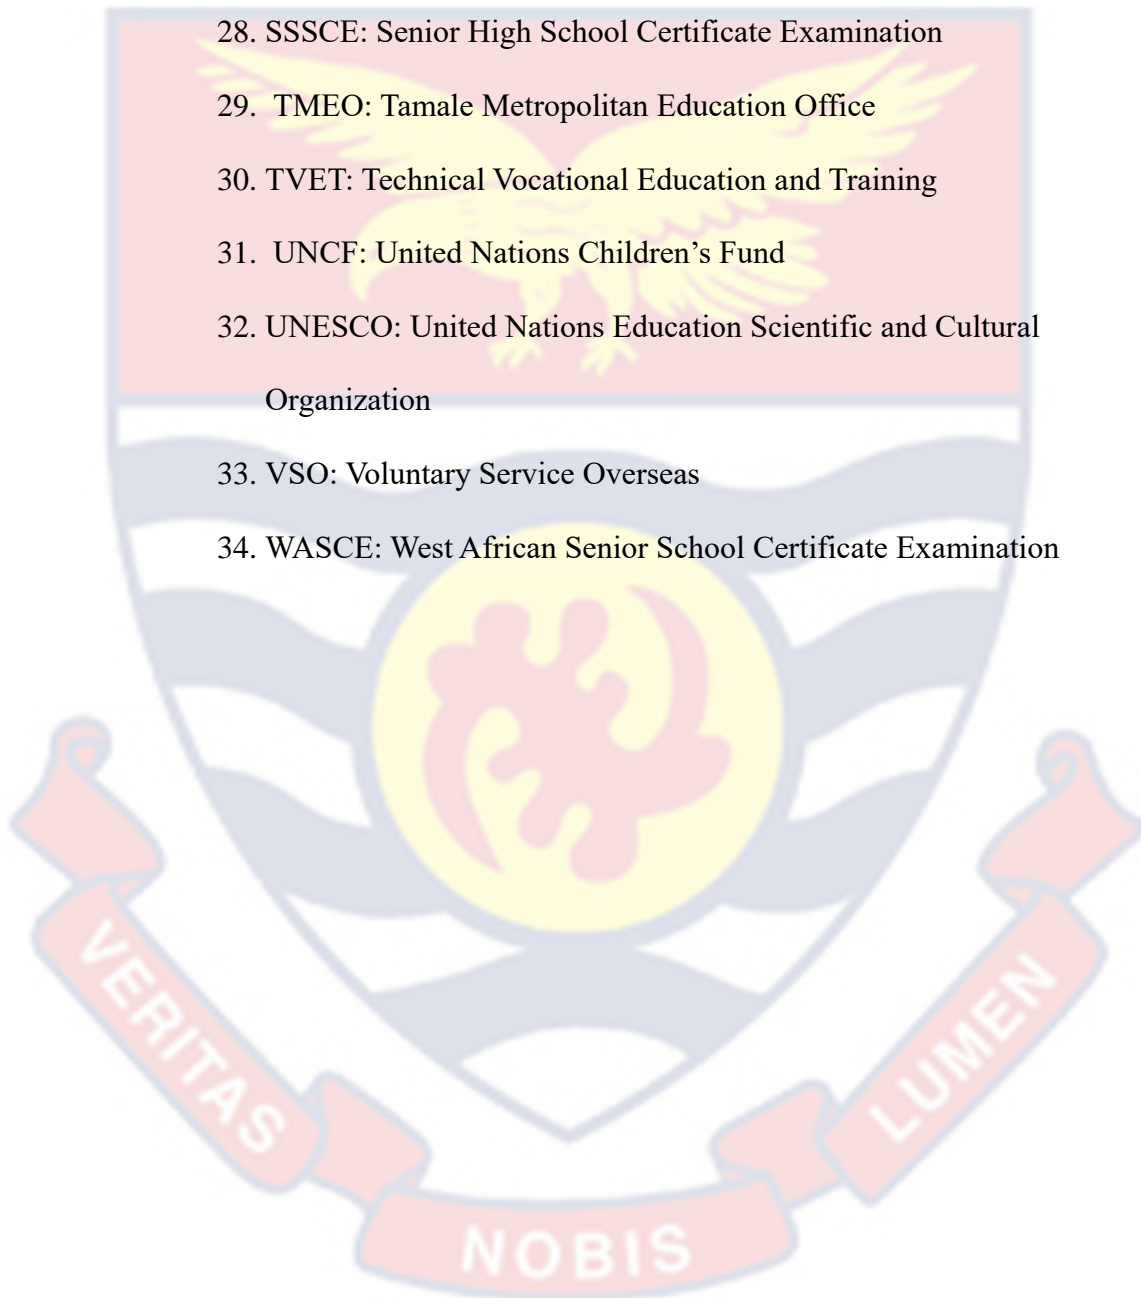 28. SSSCE: Senior High School Certificate Examination
29. TMEO: Tamale Metropolitan Education Office
30. TVET: Technical Vocational Education and Training
31. UNCF: United Nations Children’s Fund
32. UNESCO: United Nations Education Scientific and Cultural
Organization
33. VSO: Voluntary Service Overseas
34. WASCE: West African Senior School Certificate Examination
VERITAS
NOBIS
LUMEN